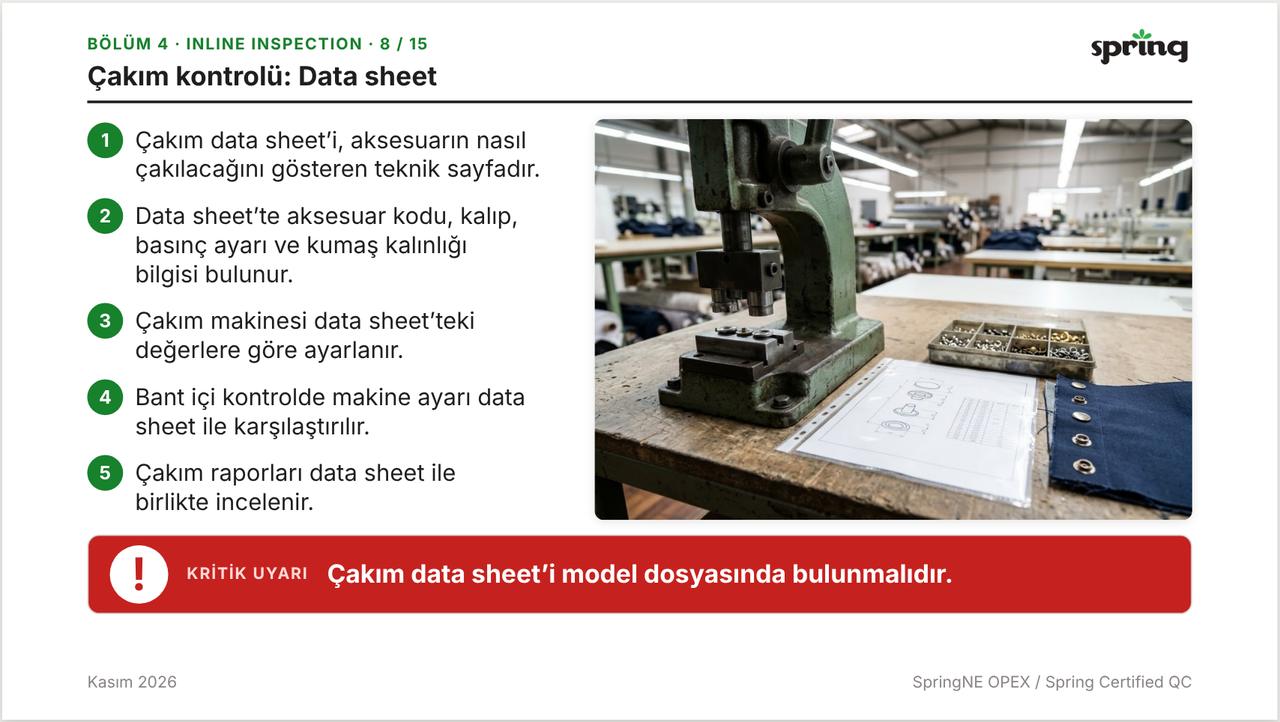 BÖLÜM 4 · INLINE INSPECTION · 8 / 15
spring
Çakım kontrolü: Data sheet
1 Çakım data sheet’i, aksesuarın nasıl
çakılacağını gösteren teknik sayfadır.
2 Data sheet’te aksesuar kodu, kalıp,
basınç ayarı ve kumaş kalınlığı
bilgisi bulunur.
3 Çakım makinesi data sheet’teki
değerlere göre ayarlanır.
4 Bant içi kontrolde makine ayarı data
sheet ile karşılaştırılır.
5 Çakım raporları data sheet ile
birlikte incelenir.
! KRİTİK UYARI Çakım data sheet’i model dosyasında bulunmalıdır.
Kasım 2026
SpringNE OPEX / Spring Certified QC